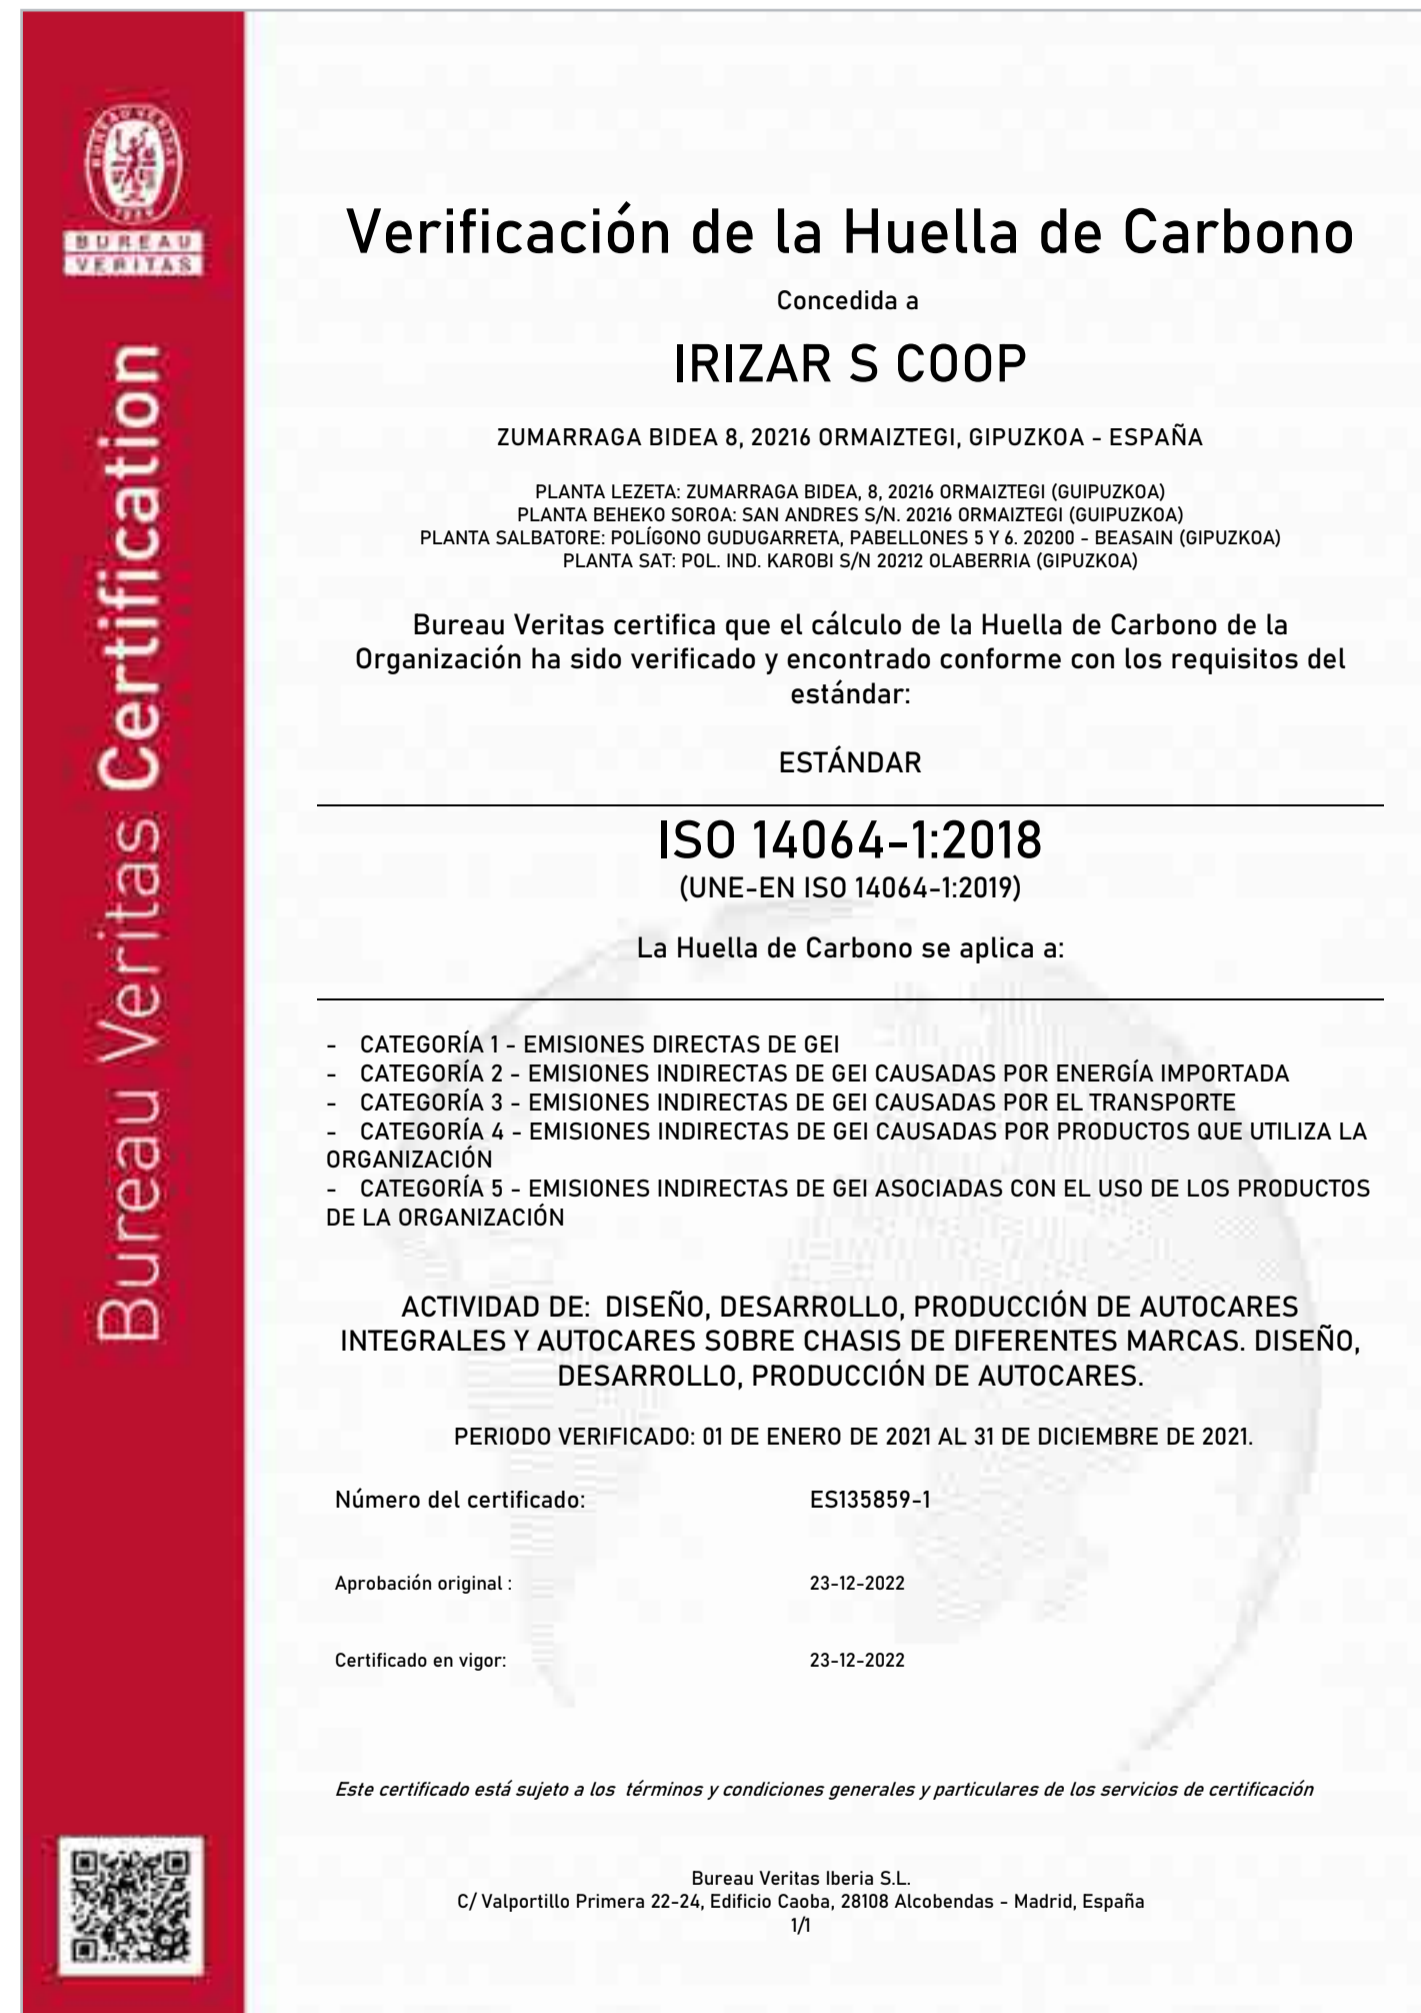 BUREAU VERITAS
1828
BUREAU
VERITAS
Bureau Veritas Certification
Verificación de la Huella de Carbono
Concedida a
IRIZAR S COOP
ZUMARRAGA BIDEA 8, 20216 ORMAIZTEGI, GIPUZKOA - ESPAÑA
PLANTA LEZETA: ZUMARRAGA BIDEA, 8, 20216 ORMAIZTEGI (GUIPUZKOA)
PLANTA BEHEKO SOROA: SAN ANDRES S/N. 20216 ORMAIZTEGI (GUIPUZKOA)
PLANTA SALBATORE: POLÍGONO GUDUGARRETA, PABELLONES 5 Y 6. 20200 - BEASAIN (GIPUZKOA)
PLANTA SAT: POL. IND. KAROBI S/N 20212 OLABERRIA (GIPUZKOA)
Bureau Veritas certifica que el cálculo de la Huella de Carbono de la
Organización ha sido verificado y encontrado conforme con los requisitos del
estándar:
ESTÁNDAR
ISO 14064-1:2018
(UNE-EN ISO 14064-1:2019)
La Huella de Carbono se aplica a:
- CATEGORÍA 1 - EMISIONES DIRECTAS DE GEI
- CATEGORÍA 2 - EMISIONES INDIRECTAS DE GEI CAUSADAS POR ENERGÍA IMPORTADA
- CATEGORÍA 3 - EMISIONES INDIRECTAS DE GEI CAUSADAS POR EL TRANSPORTE
- CATEGORÍA 4 - EMISIONES INDIRECTAS DE GEI CAUSADAS POR PRODUCTOS QUE UTILIZA LA
ORGANIZACIÓN
- CATEGORÍA 5 - EMISIONES INDIRECTAS DE GEI ASOCIADAS CON EL USO DE LOS PRODUCTOS
DE LA ORGANIZACIÓN
ACTIVIDAD DE: DISEÑO, DESARROLLO, PRODUCCIÓN DE AUTOCARES
INTEGRALES Y AUTOCARES SOBRE CHASIS DE DIFERENTES MARCAS. DISEÑO,
DESARROLLO, PRODUCCIÓN DE AUTOCARES.
PERIODO VERIFICADO: 01 DE ENERO DE 2021 AL 31 DE DICIEMBRE DE 2021.
Número del certificado: ES135859-1
Aprobación original : 23-12-2022
Certificado en vigor: 23-12-2022
Este certificado está sujeto a los términos y condiciones generales y particulares de los servicios de certificación
Bureau Veritas Iberia S.L.
C/ Valportillo Primera 22-24, Edificio Caoba, 28108 Alcobendas - Madrid, España
1/1